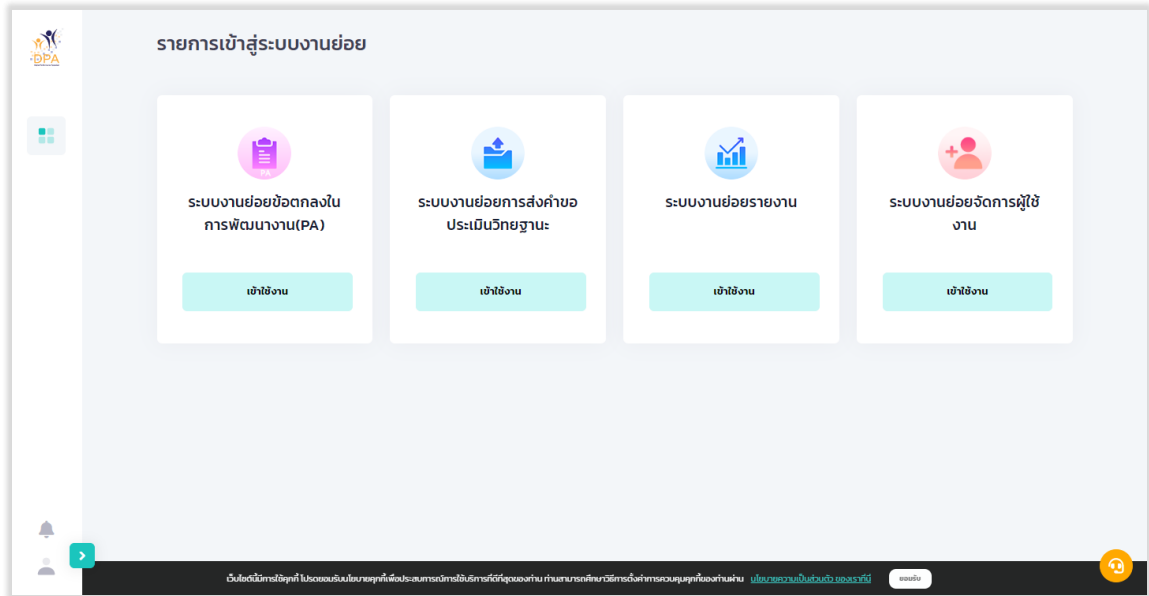 DPA
รายการเข้าสู่ระบบงานย่อย
PA
ระบบงานย่อยข้อตกลงใน
การพัฒนางาน(PA)
เข้าใช้งาน
ระบบงานย่อยการส่งคำขอ
ประเมินวิทยฐานะ
เข้าใช้งาน
ระบบงานย่อยรายงาน
เข้าใช้งาน
ระบบงานย่อยจัดการผู้ใช้
งาน
เข้าใช้งาน
เว็บไซต์นี้มีการใช้คุกกี้ โปรดยอมรับนโยบายคุกกี้เพื่อประสบการณ์การใช้บริการที่ดีที่สุดของท่าน ท่านสามารถศึกษาวิธีการตั้งค่าการควบคุมคุกกี้ของท่านผ่าน นโยบายความเป็นส่วนตัว ของเราที่นี่ ยอมรับ